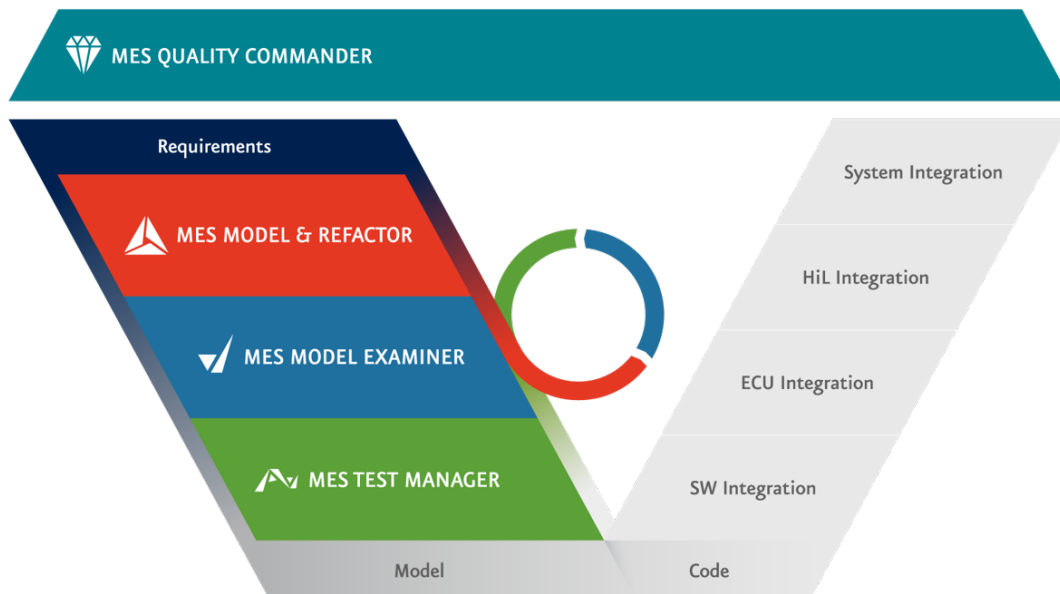 MES QUALITY COMMANDER
Requirements
MES MODEL & REFACTOR
MES MODEL EXAMINER
MES TEST MANAGER
Model
Code
System Integration
HiL Integration
ECU Integration
SW Integration